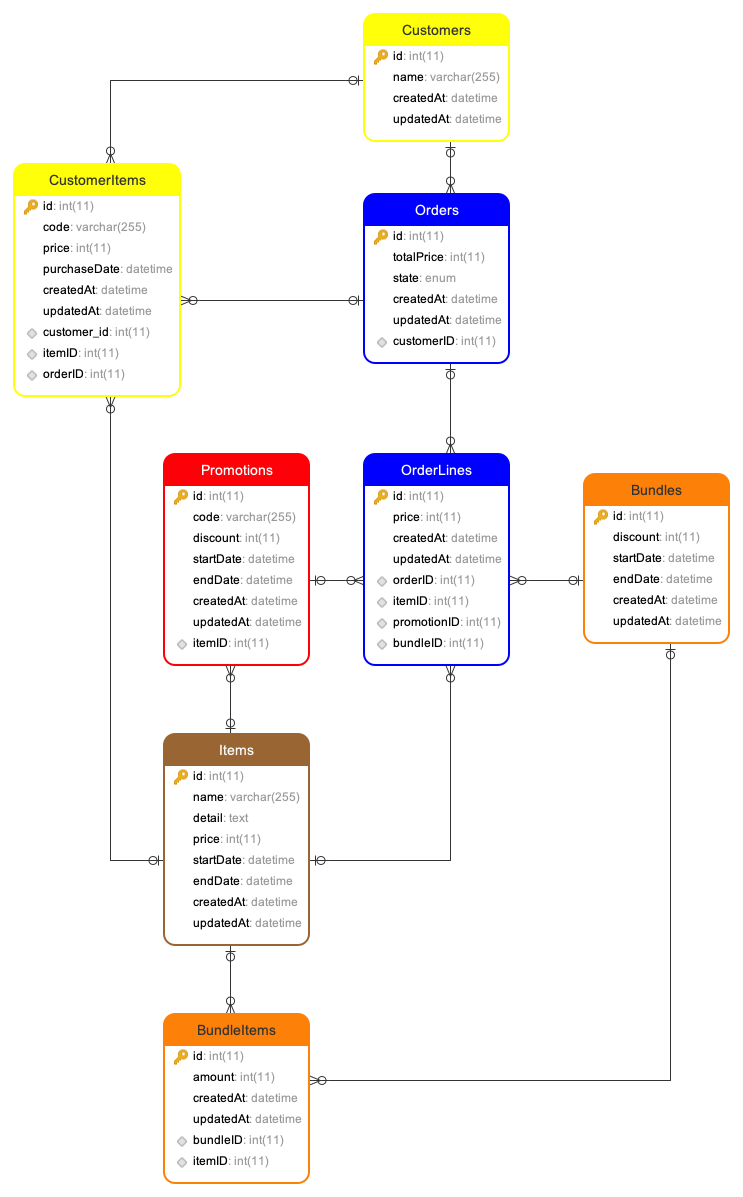 Customers
id: int(11)
name: varchar(255)
createdAt: datetime
updatedAt: datetime
CustomerItems
id: int(11)
code: varchar(255)
price: int(11)
purchaseDate: datetime
createdAt: datetime
updatedAt: datetime
customer_id: int(11)
itemID: int(11)
orderID: int(11)
Orders
id: int(11)
totalPrice: int(11)
state: enum
createdAt: datetime
updatedAt: datetime
customerID: int(11)
Promotions
id: int(11)
code: varchar(255)
discount: int(11)
startDate: datetime
endDate: datetime
createdAt: datetime
updatedAt: datetime
itemID: int(11)
OrderLines
id: int(11)
price: int(11)
createdAt: datetime
updatedAt: datetime
orderID: int(11)
itemID: int(11)
promotionID: int(11)
bundleID: int(11)
Bundles
id: int(11)
discount: int(11)
startDate: datetime
endDate: datetime
createdAt: datetime
updatedAt: datetime
Items
id: int(11)
name: varchar(255)
detail: text
price: int(11)
startDate: datetime
endDate: datetime
createdAt: datetime
updatedAt: datetime
BundleItems
id: int(11)
amount: int(11)
createdAt: datetime
updatedAt: datetime
bundleID: int(11)
itemID: int(11)